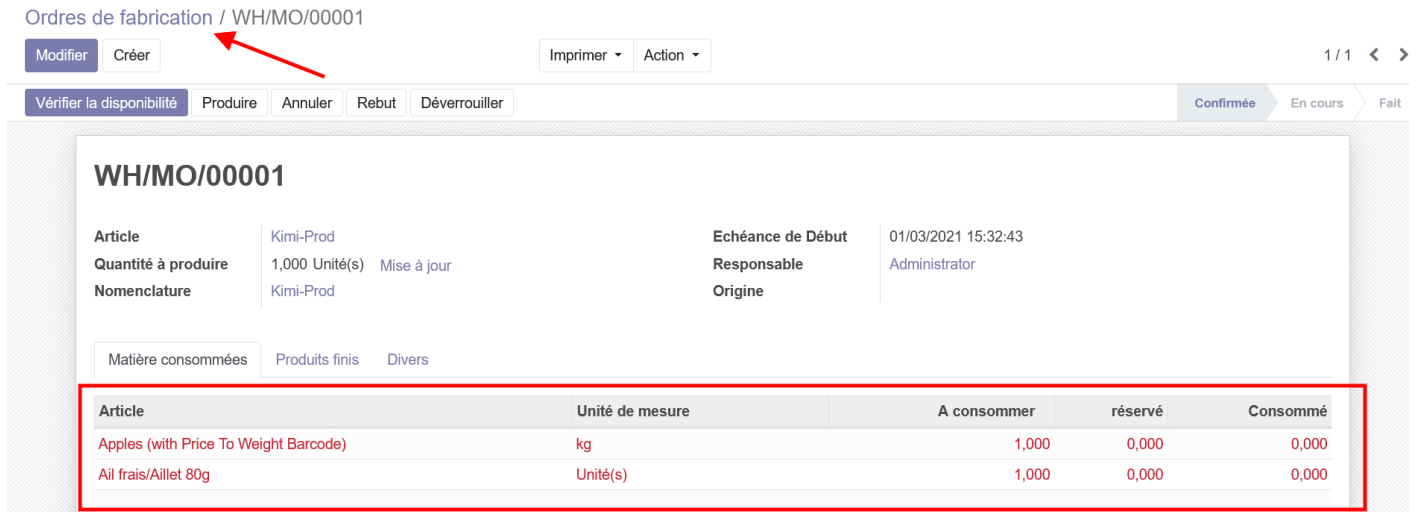 Ordres de fabrication / WH/MO/00001
Modifier Créer Imprimer Action 1 / 1
Vérifier la disponibilité Produire Annuler Rebut Déverrouiller Confirmée En cours Fait
WH/MO/00001
Article Kimi-Prod Echéance de Début 01/03/2021 15:32:43
Quantité à produire 1,000 Unité(s) Mise à jour Responsable Administrator
Nomenclature Kimi-Prod Origine
Matière consommées Produits finis Divers
Article Unité de mesure A consommer réservé Consommé
Apples (with Price To Weight Barcode) kg 1,000 0,000 0,000
Ail frais/Aillet 80g Unité(s) 1,000 0,000 0,000